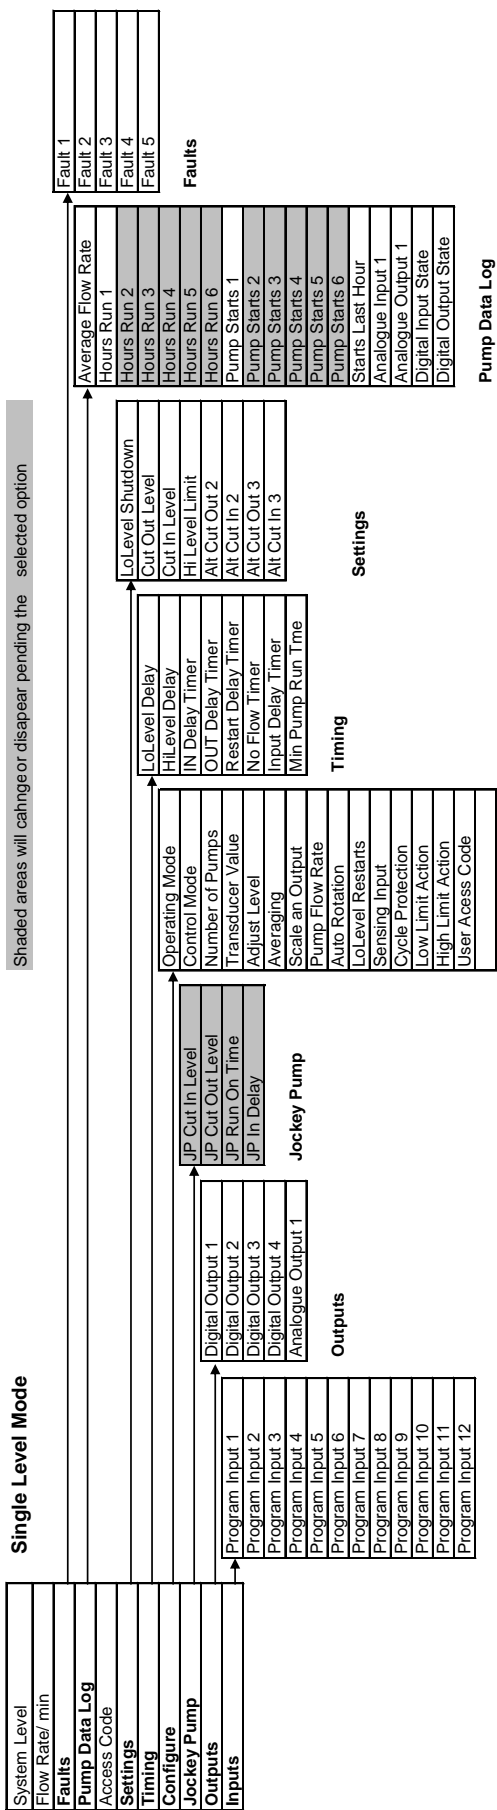 Single Level Mode
Shaded areas will cahnge or disapear pending the selected option
System Level
Flow Rate/ min
Faults
Pump Data Log
Access Code
Settings
Timing
Configure
Jockey Pump
Outputs
Inputs
Program Input 1
Program Input 2
Program Input 3
Program Input 4
Program Input 5
Program Input 6
Program Input 7
Program Input 8
Program Input 9
Program Input 10
Program Input 11
Program Input 12
Digital Output 1
Digital Output 2
Digital Output 3
Digital Output 4
Analogue Output 1
Outputs
JP Cut In Level
JP Cut Out Level
JP Run On Time
JP In Delay
Jockey Pump
Operating Mode
Control Mode
Number of Pumps
Transducer Value
Adjust Level
Averaging
Scale an Output
Pump Flow Rate
Auto Rotation
LoLevel Restarts
Sensing Input
Cycle Protection
Low Limit Action
High Limit Action
User Acess Code
LoLevel Delay
HiLevel Delay
IN Delay Timer
OUT Delay Timer
Restart Delay Timer
No Flow Timer
Input Delay Timer
Min Pump Run Tme
Timing
LoLevel Shutdown
Cut Out Level
Cut In Level
Hi Level Limit
Alt Cut Out 2
Alt Cut In 2
Alt Cut Out 3
Alt Cut In 3
Settings
Average Flow Rate
Hours Run 1
Hours Run 2
Hours Run 3
Hours Run 4
Hours Run 5
Hours Run 6
Pump Starts 1
Pump Starts 2
Pump Starts 3
Pump Starts 4
Pump Starts 5
Pump Starts 6
Starts Last Hour
Analogue Input 1
Analogue Output 1
Digital Input State
Digital Output State
Pump Data Log
Fault 1
Fault 2
Fault 3
Fault 4
Fault 5
Faults